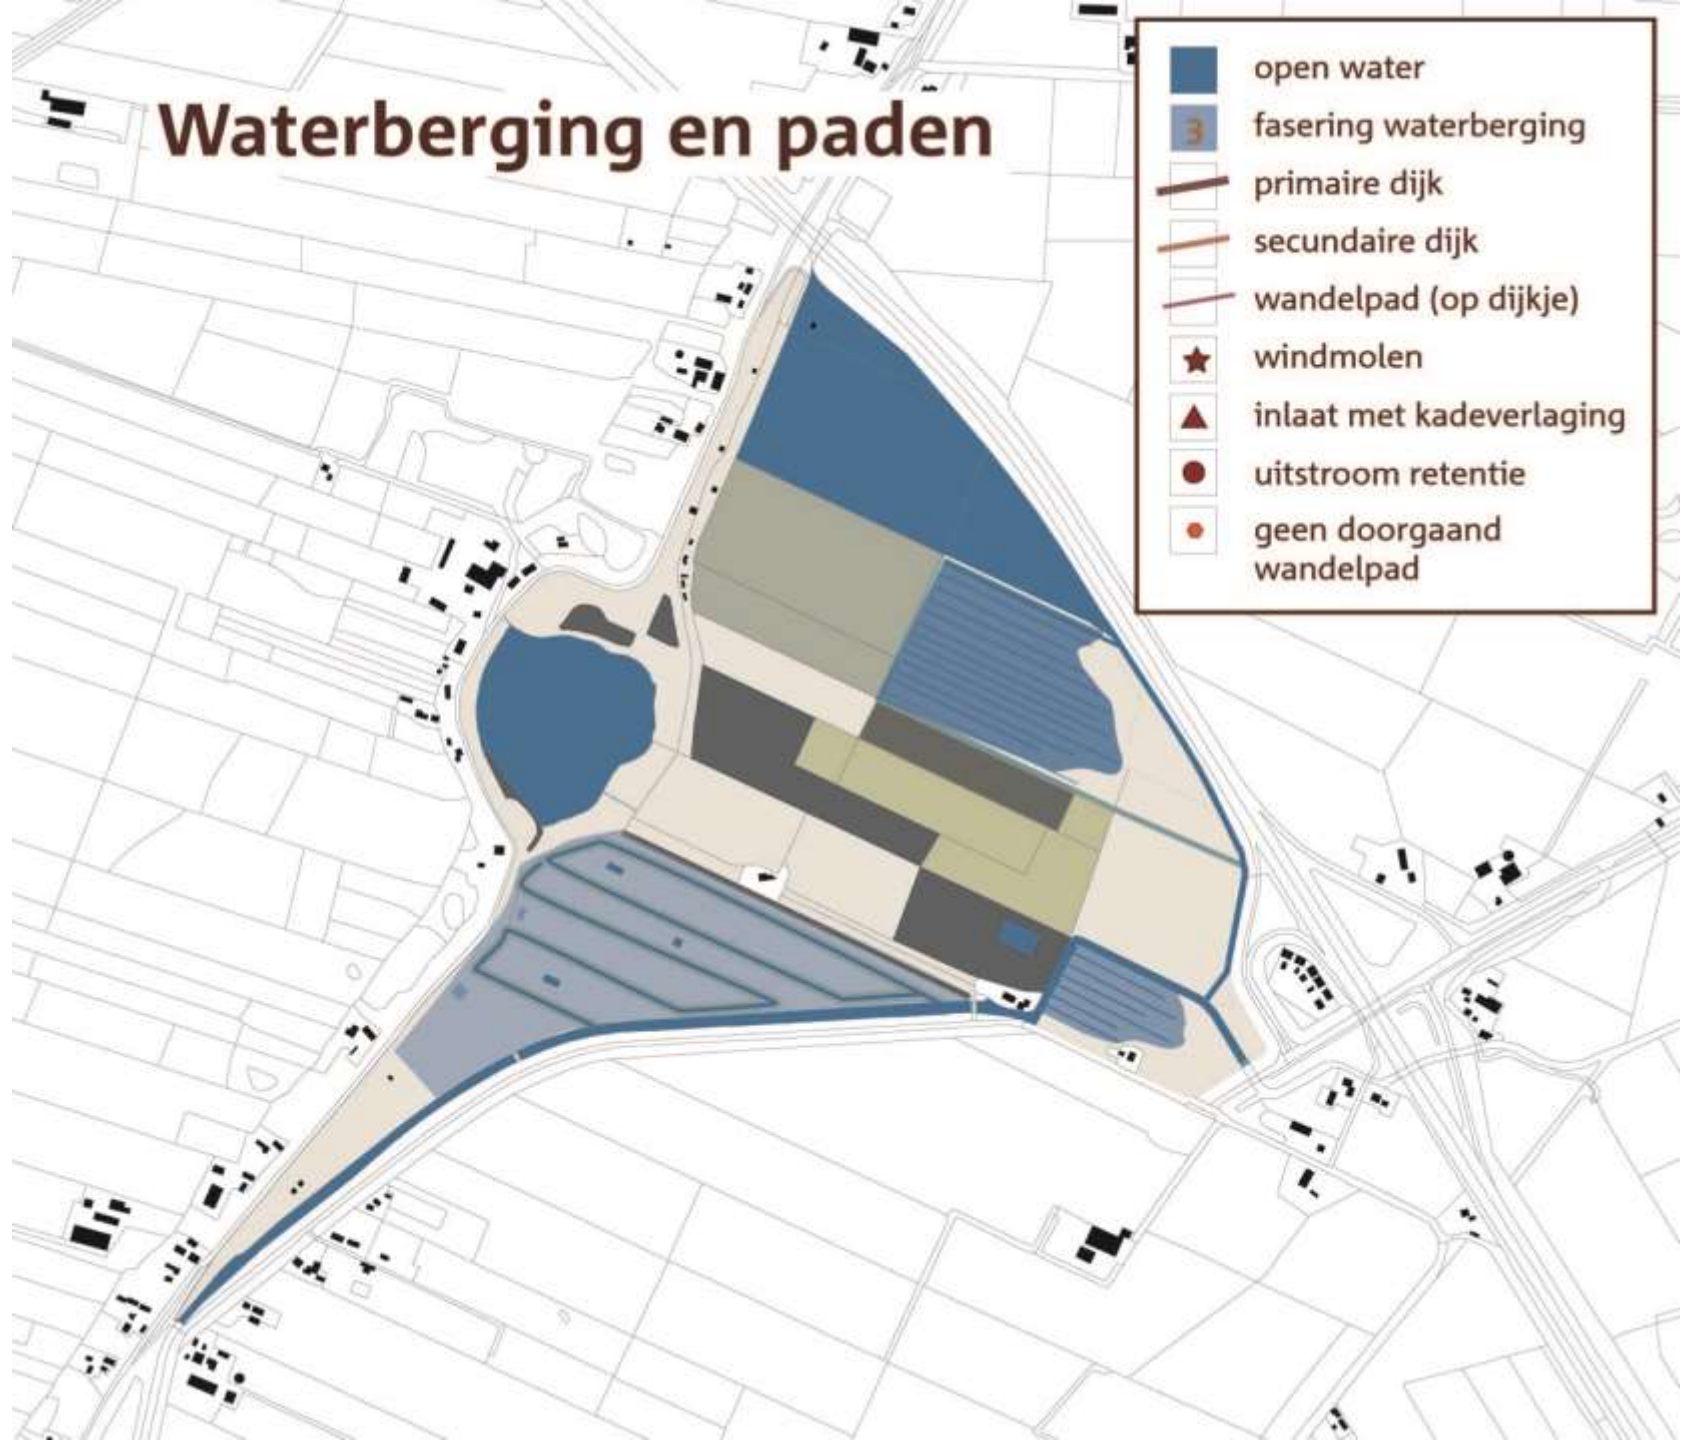 Waterberging en paden
open water
3
fasering waterberging
primaire dijk
secundaire dijk
wandelpad (op dijkje)
windmolen
inlaat met kadeverlaging
uitstroom retentie
geen doorgaand
wandelpad